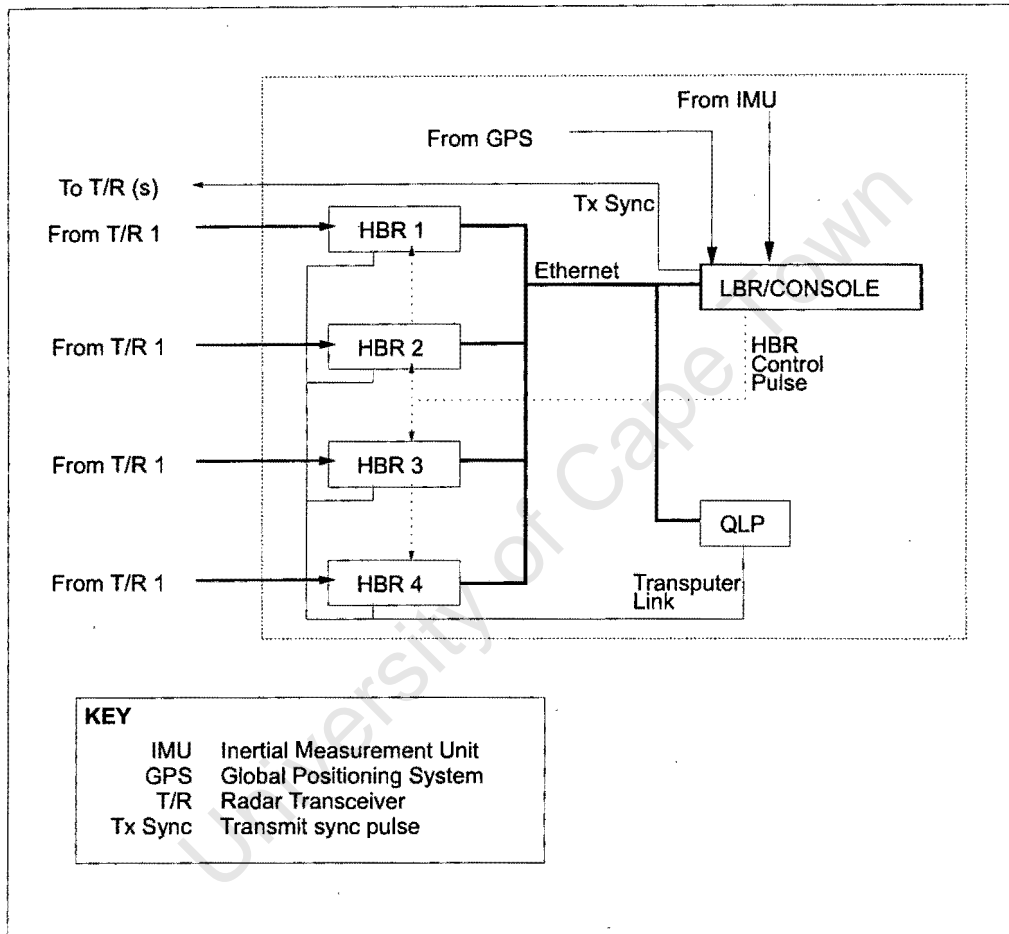 From IMU
From GPS
To T/R (s)
Tx Sync
From T/R 1
HBR 1
Ethernet
LBR/CONSOLE
From T/R 1
HBR 2
HBR
Control
Pulse
From T/R 1
HBR 3
QLP
From T/R 1
HBR 4
Transputer
Link
KEY
IMU Inertial Measurement Unit
GPS Global Positioning System
T/R Radar Transceiver
Tx Sync Transmit sync pulse
University of Cape Town